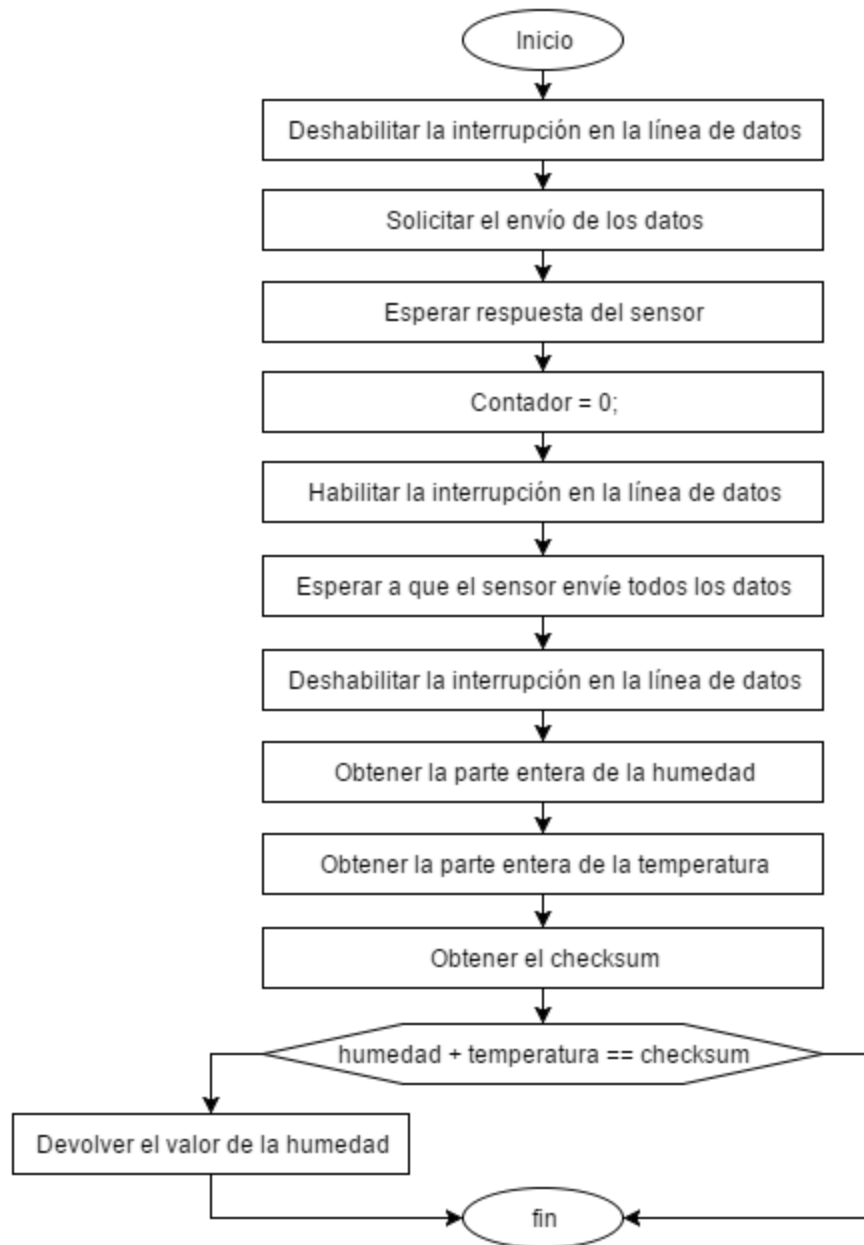 Inicio
Deshabilitar la interrupción en la línea de datos
Solicitar el envío de los datos
Esperar respuesta del sensor
Contador = 0;
Habilitar la interrupción en la línea de datos
Esperar a que el sensor envíe todos los datos
Deshabilitar la interrupción en la línea de datos
Obtener la parte entera de la humedad
Obtener la parte entera de la temperatura
Obtener el checksum
humedad + temperatura == checksum
Devolver el valor de la humedad
fin